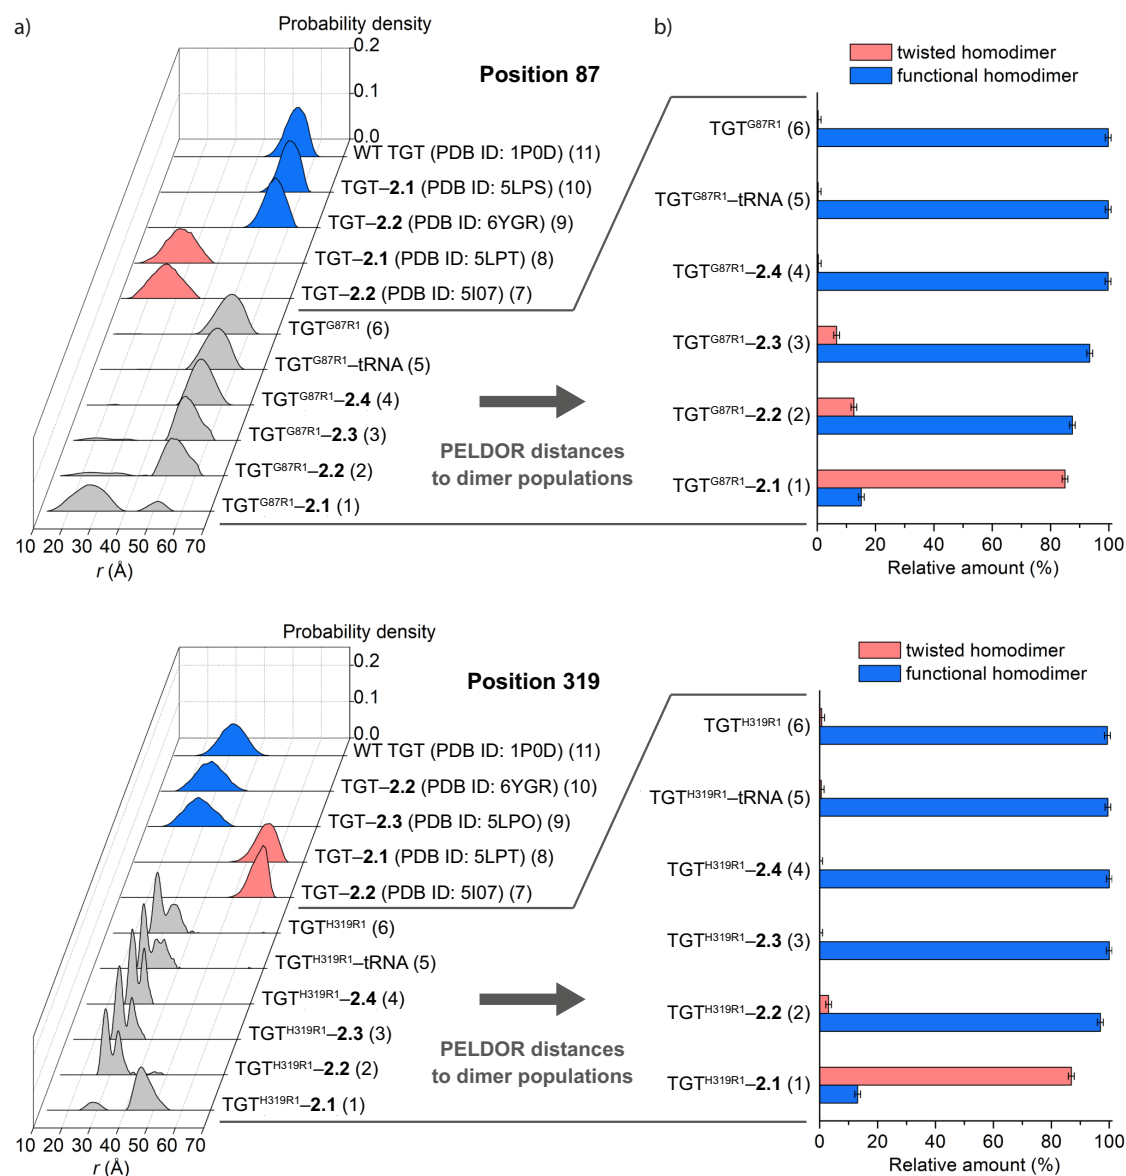 a)
Probability density
0.2
0.1
0.0
Position 87
WT TGT (PDB ID: 1P0D) (11)
TGT–2.1 (PDB ID: 5LPS) (10)
TGT–2.2 (PDB ID: 6YGR) (9)
TGT–2.1 (PDB ID: 5LPT) (8)
TGT–2.2 (PDB ID: 5I07) (7)
TGTG87R1 (6)
TGTG87R1–tRNA (5)
TGTG87R1–2.4 (4)
TGTG87R1–2.3 (3)
TGTG87R1–2.2 (2)
TGTG87R1–2.1 (1)
10 20 30 40 50 60 70
r (Å)
PELDOR distances
to dimer populations
b)
twisted homodimer
functional homodimer
TGTG87R1 (6)
TGTG87R1–tRNA (5)
TGTG87R1–2.4 (4)
TGTG87R1–2.3 (3)
TGTG87R1–2.2 (2)
TGTG87R1–2.1 (1)
0 20 40 60 80 100
Relative amount (%)
Probability density
0.2
0.1
0.0
Position 319
WT TGT (PDB ID: 1P0D) (11)
TGT–2.2 (PDB ID: 6YGR) (10)
TGT–2.3 (PDB ID: 5LPO) (9)
TGT–2.1 (PDB ID: 5LPT) (8)
TGT–2.2 (PDB ID: 5I07) (7)
TGTH319R1 (6)
TGTH319R1–tRNA (5)
TGTH319R1–2.4 (4)
TGTH319R1–2.3 (3)
TGTH319R1–2.2 (2)
TGTH319R1–2.1 (1)
10 20 30 40 50 60 70
r (Å)
PELDOR distances
to dimer populations
twisted homodimer
functional homodimer
TGTH319R1 (6)
TGTH319R1–tRNA (5)
TGTH319R1–2.4 (4)
TGTH319R1–2.3 (3)
TGTH319R1–2.2 (2)
TGTH319R1–2.1 (1)
0 20 40 60 80 100
Relative amount (%)